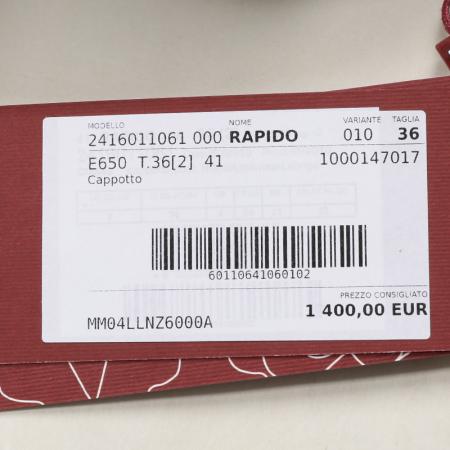 MODELLO NOME VARIANTE TAGLIA
2416011061 000 RAPIDO 010 36
E650 T.36[2] 41 1000147017
Cappotto
60110641060102
PREZZO CONSIGLIATO
MM04LLNZ6000A 1 400,00 EUR